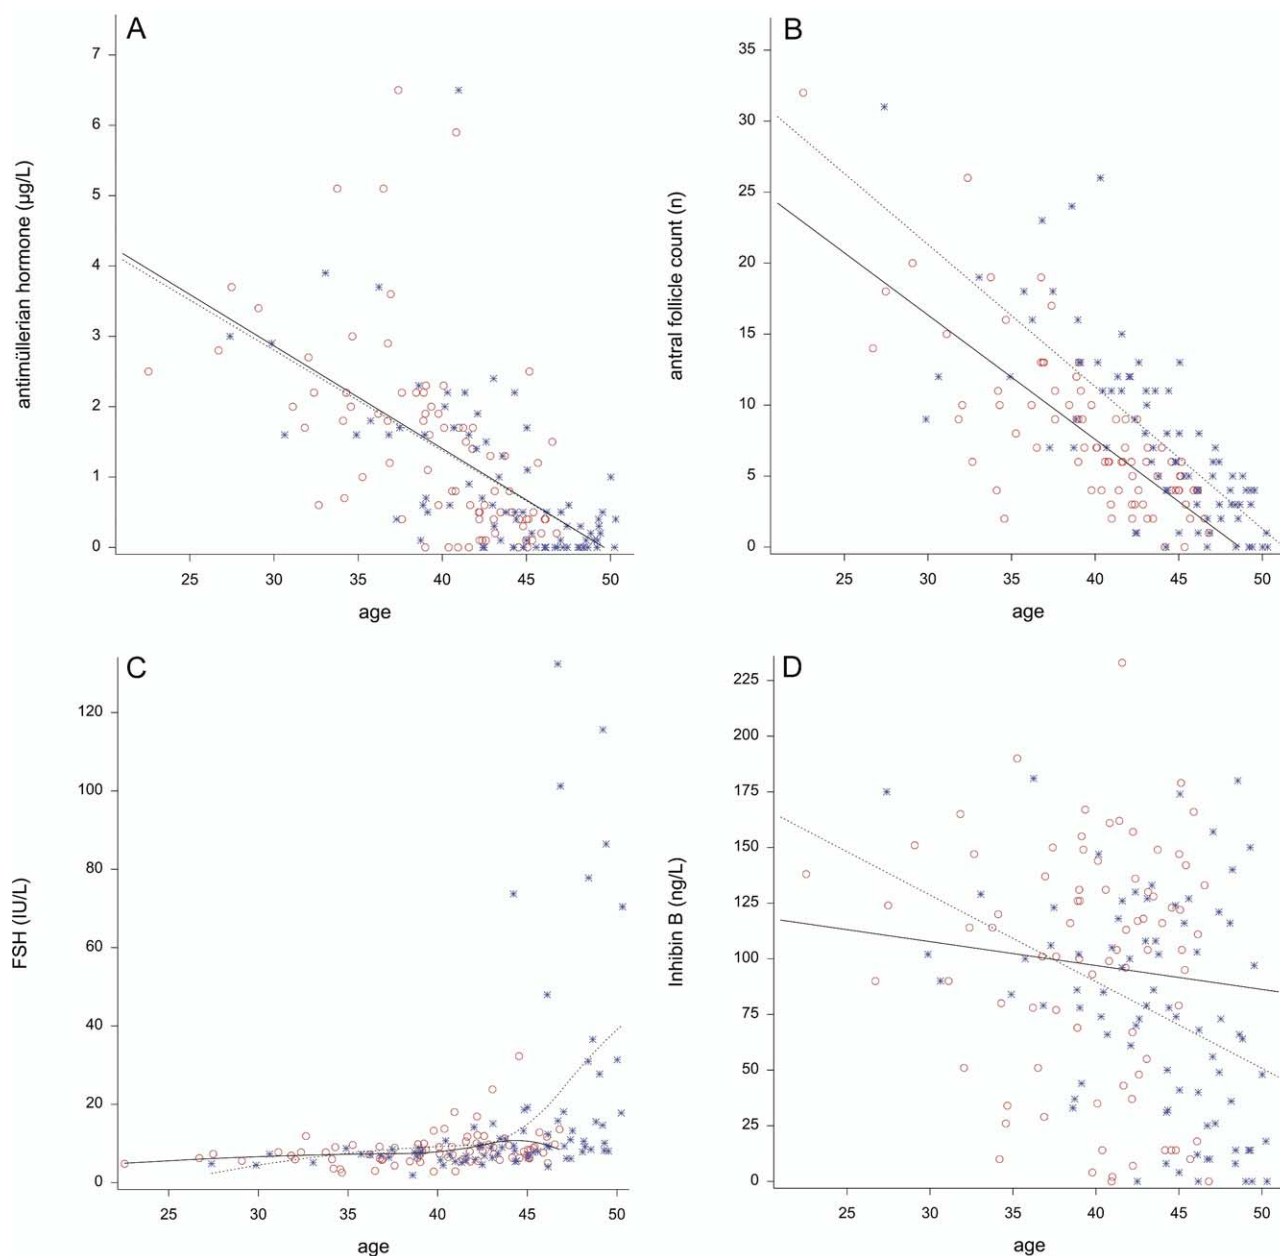 A
7
6
5
4
3
2
1
0
antimüllerian hormone (µg/L)
25 30 35 40 45 50
age
B
35
30
25
20
15
10
5
0
antral follicle count (n)
25 30 35 40 45 50
age
C
120
100
80
60
40
20
0
FSH (IU/L)
25 30 35 40 45 50
age
D
225
200
175
150
125
100
75
50
25
0
Inhibin B (ng/L)
25 30 35 40 45 50
age